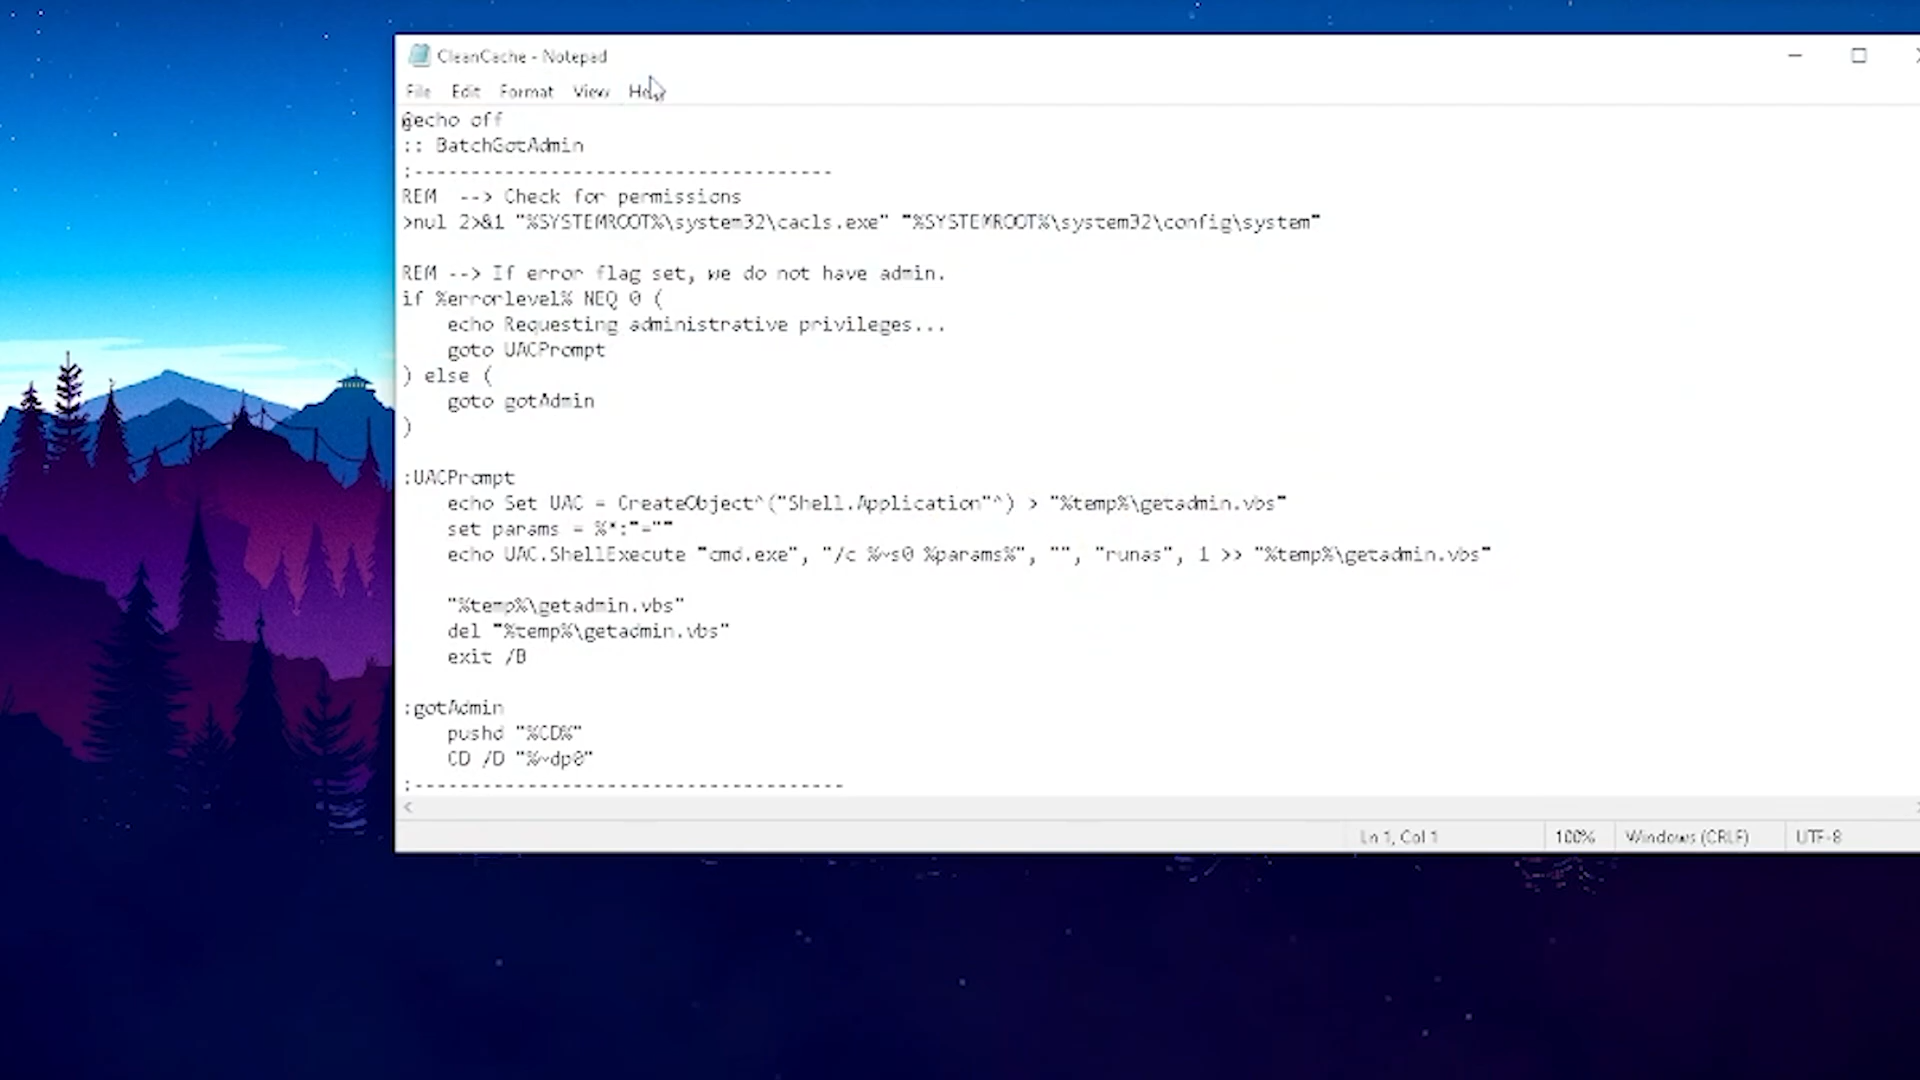 CleanCache - Notepad
File Edit Format View Help
@echo off
:: BatchGotAdmin
:-------------------------------------
REM  --> Check for permissions
>nul 2>&1 "%SYSTEMROOT%\system32\cacls.exe" "%SYSTEMROOT%\system32\config\system"
REM --> If error flag set, we do not have admin.
if %errorlevel% NEQ 0 (
    echo Requesting administrative privileges...
    goto UACPrompt
) else (
    goto gotAdmin
)
:UACPrompt
    echo Set UAC = CreateObject^("Shell.Application"^) > "%temp%\getadmin.vbs"
    set params = %*:"=""
    echo UAC.ShellExecute "cmd.exe", "/c %~s0 %params%", "", "runas", 1 >> "%temp%\getadmin.vbs"
    "%temp%\getadmin.vbs"
    del "%temp%\getadmin.vbs"
    exit /B
:gotAdmin
    pushd "%CD%"
    CD /D "%~dp0"
:--------------------------------------
Ln 1, Col 1 100% Windows (CRLF) UTF-8